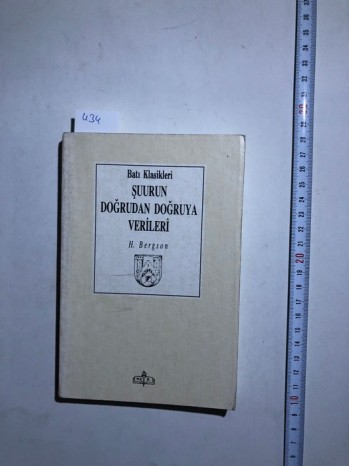 434
Batı Klasikleri
ŞUURUN
DOĞRUDAN DOĞRUYA
VERİLERİ
H. Bergson